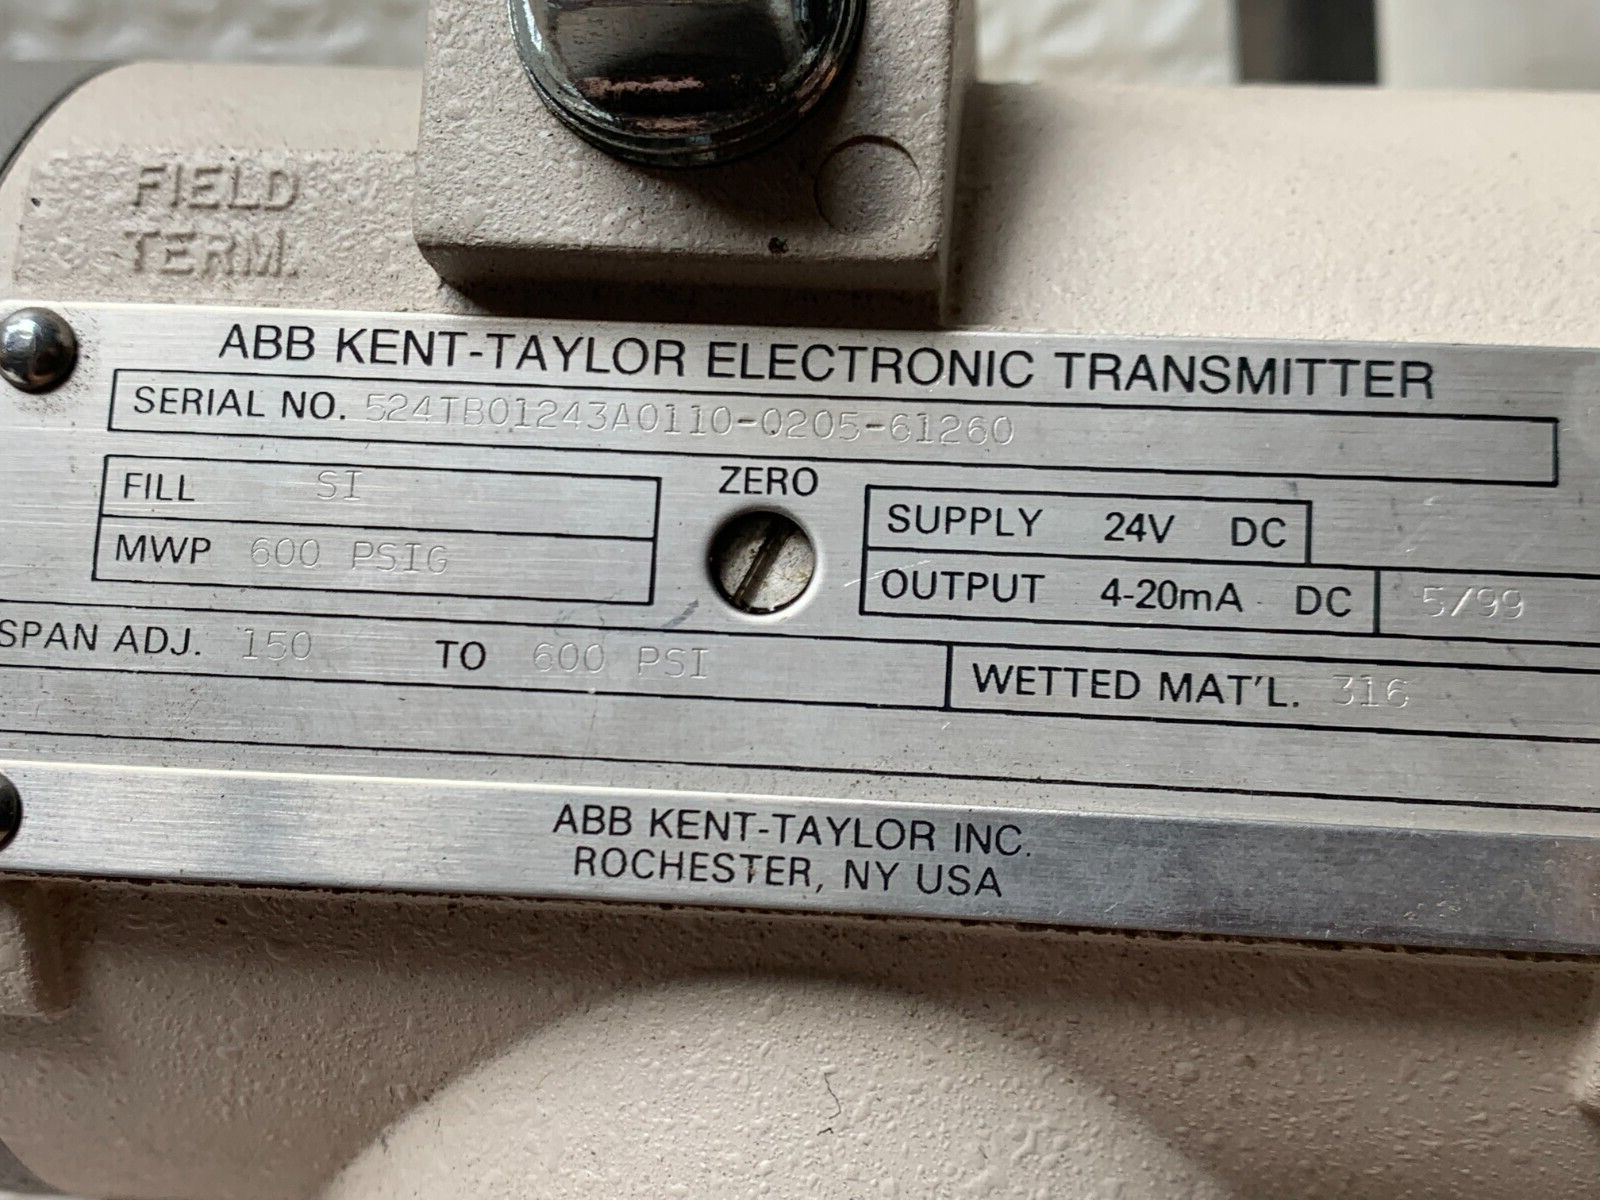 FIELD
TERM.
ABB KENT-TAYLOR ELECTRONIC TRANSMITTER
SERIAL NO. 524TB01243A0110-0205-61260
FILL SI
ZERO
SUPPLY 24V DC
MWP 600 PSIG
OUTPUT 4-20mA DC 5/99
SPAN ADJ. 150 TO 600 PSI
WETTED MAT'L. 316
ABB KENT-TAYLOR INC.
ROCHESTER, NY USA